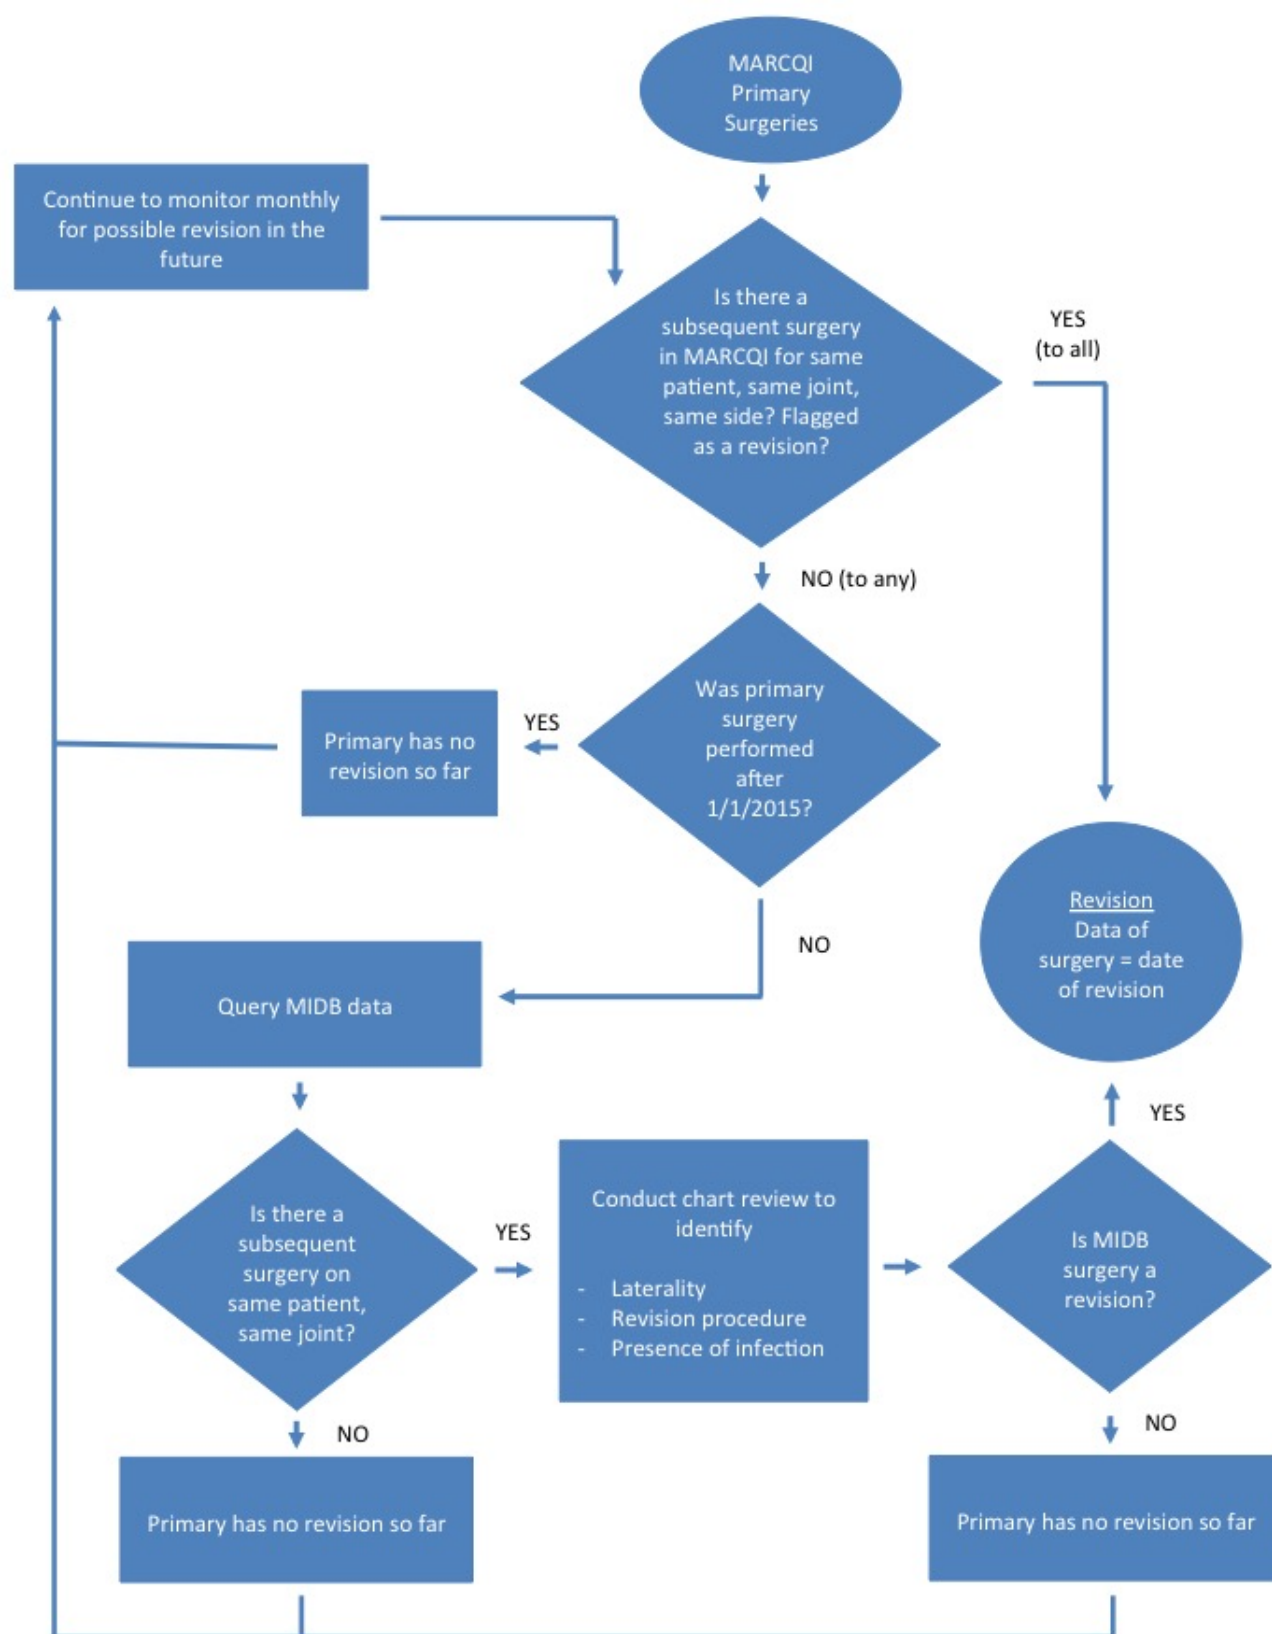 MARCQI
Primary
Surgeries
Continue to monitor monthly
for possible revision in the
future
Is there a
subsequent surgery
in MARCQI for same
patient, same joint,
same side? Flagged
as a revision?
YES
(to all)
NO (to any)
Was primary
surgery
performed
after
1/1/2015?
YES
Primary has no
revision so far
NO
Revision
Data of
surgery = date
of revision
Query MIDB data
YES
Is there a
subsequent
surgery on
same patient,
same joint?
YES
Conduct chart review to
identify
- Laterality
- Revision procedure
- Presence of infection
Is MIDB
surgery a
revision?
NO
NO
Primary has no revision so far
Primary has no revision so far